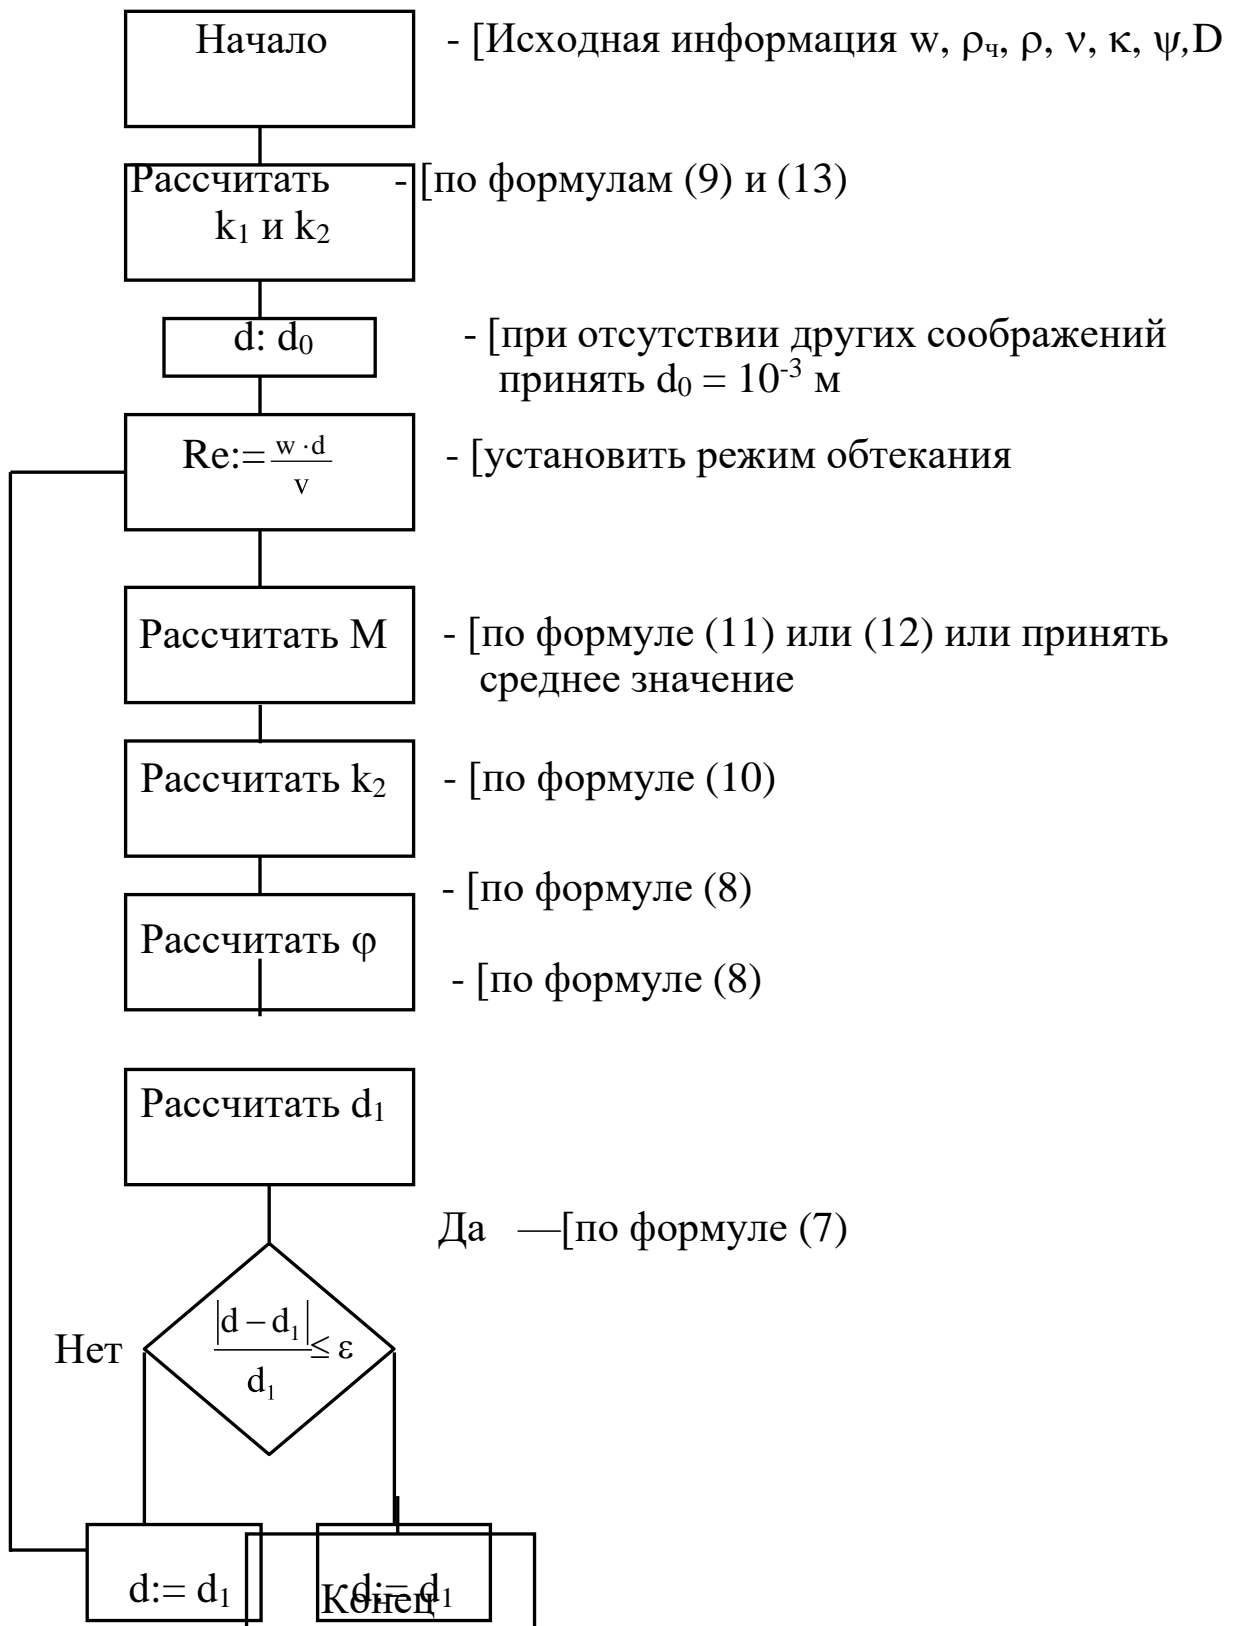 Начало - [Исходная информация w, ρч, ρ, ν, κ, ψ,D
Рассчитать - [по формулам (9) и (13)
k₁ и k₂
d: d₀ - [при отсутствии других соображений
принять d₀ = 10⁻³ м
Re:= w · d / v - [установить режим обтекания
Рассчитать M - [по формуле (11) или (12) или принять
среднее значение
Рассчитать k₂ - [по формуле (10)
- [по формуле (8)
Рассчитать φ
- [по формуле (8)
Рассчитать d₁
Да —[по формуле (7)
Нет |d – d₁| / d₁ ≤ ε
d:= d₁ d:= d₁
Конец